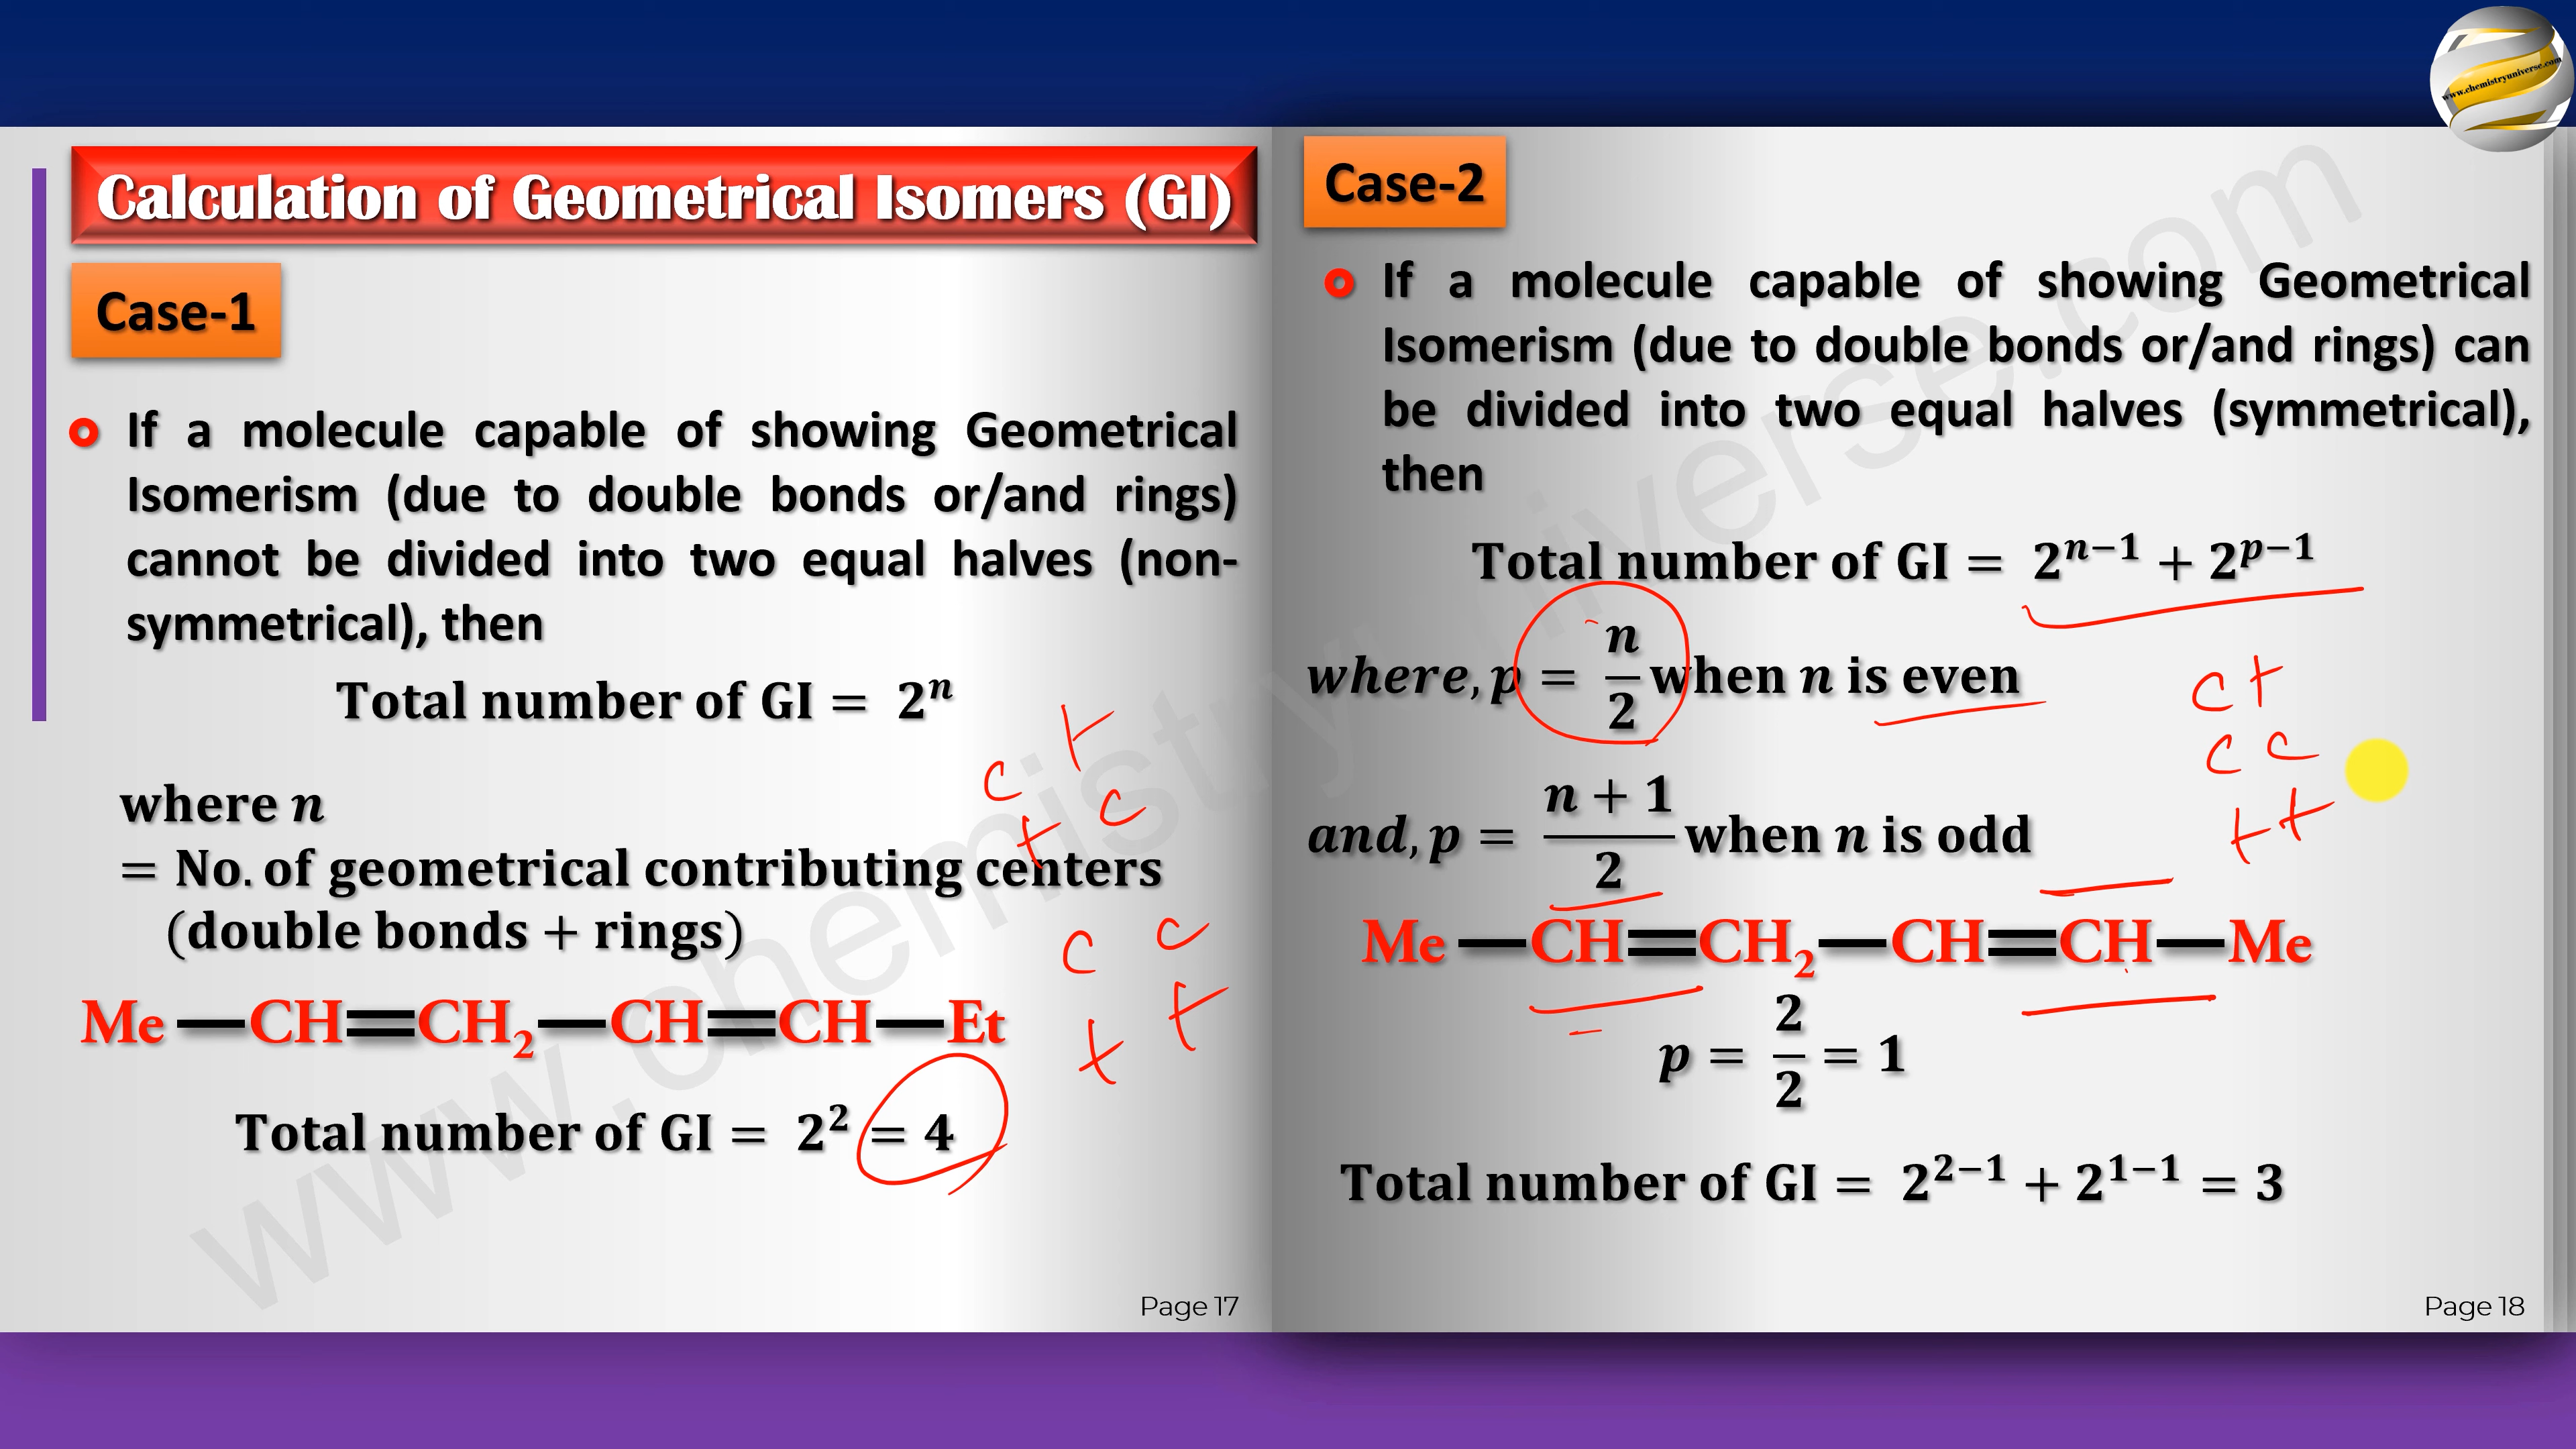 www.chemistryuniverse.com
Calculation of Geometrical Isomers (GI)
Case-1
If a molecule capable of showing Geometrical
Isomerism (due to double bonds or/and rings)
cannot be divided into two equal halves (non-
symmetrical), then
Total number of GI = 2ⁿ
where n
= No. of geometrical contributing centers
(double bonds + rings)
c t
t c
c c
t t
Me—CH=CH₂—CH=CH—Et
Total number of GI = 2² = 4
Page 17
Case-2
If a molecule capable of showing Geometrical
Isomerism (due to double bonds or/and rings) can
be divided into two equal halves (symmetrical),
then
Total number of GI = 2ⁿ⁻¹ + 2ᵖ⁻¹
where, p = n/2 when n is even
and, p = (n + 1)/2 when n is odd
c t
c c
t t
Me—CH=CH₂—CH=CH—Me
p = 2/2 = 1
Total number of GI = 2²⁻¹ + 2¹⁻¹ = 3
Page 18
www.chemistryuniverse.com